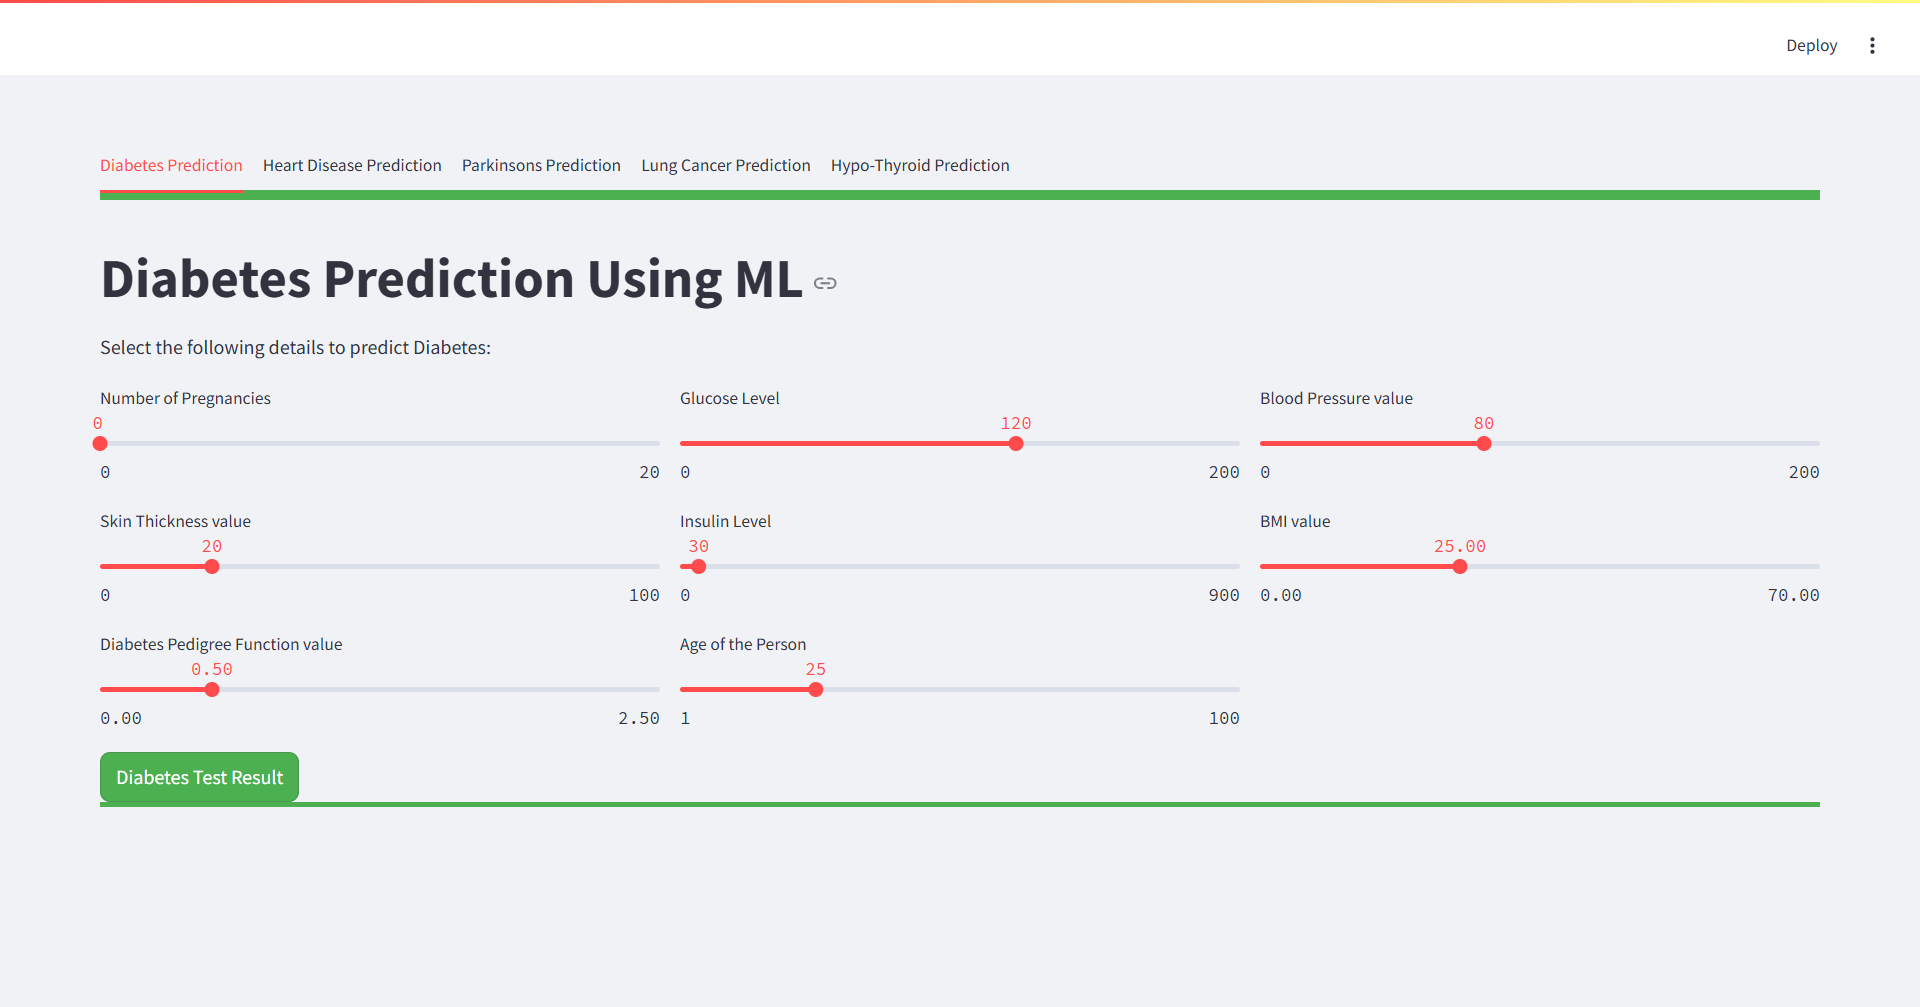 Deploy
Diabetes Prediction Heart Disease Prediction Parkinsons Prediction Lung Cancer Prediction Hypo-Thyroid Prediction
Diabetes Prediction Using ML
Select the following details to predict Diabetes:
Number of Pregnancies Glucose Level Blood Pressure value
0 120 80
0 20 0 200 0 200
Skin Thickness value Insulin Level BMI value
20 30 25.00
0 100 0 900 0.00 70.00
Diabetes Pedigree Function value Age of the Person
0.50 25
0.00 2.50 1 100
Diabetes Test Result